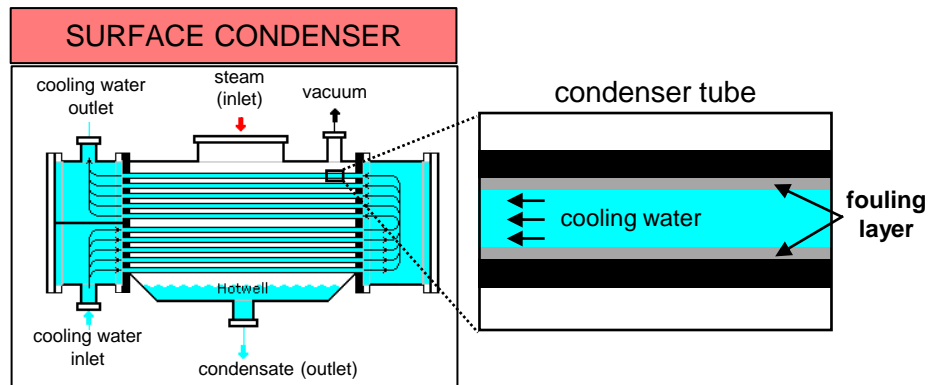 SURFACE CONDENSER
cooling water
outlet
steam
(inlet)
vacuum
Hotwell
cooling water
inlet
condensate (outlet)
condenser tube
cooling water
fouling
layer